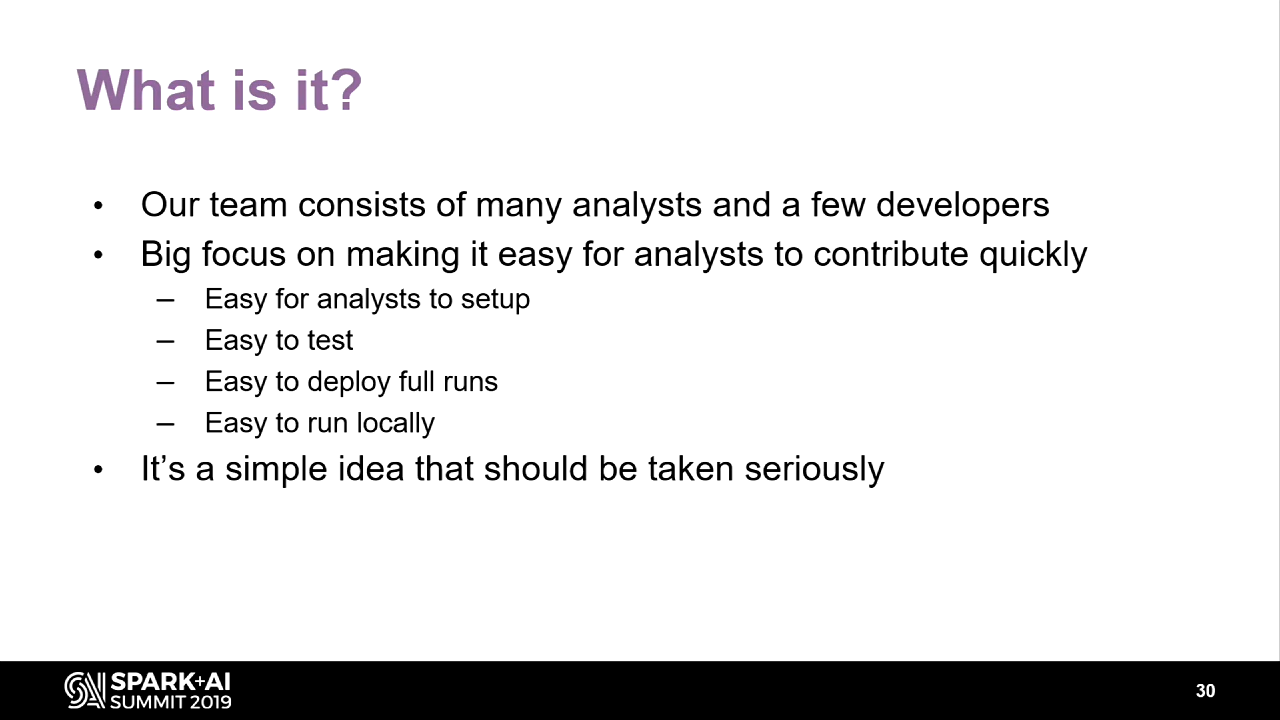 What is it?
• Our team consists of many analysts and a few developers
• Big focus on making it easy for analysts to contribute quickly
– Easy for analysts to setup
– Easy to test
– Easy to deploy full runs
– Easy to run locally
• It’s a simple idea that should be taken seriously
SPARK+AI
SUMMIT 2019
30